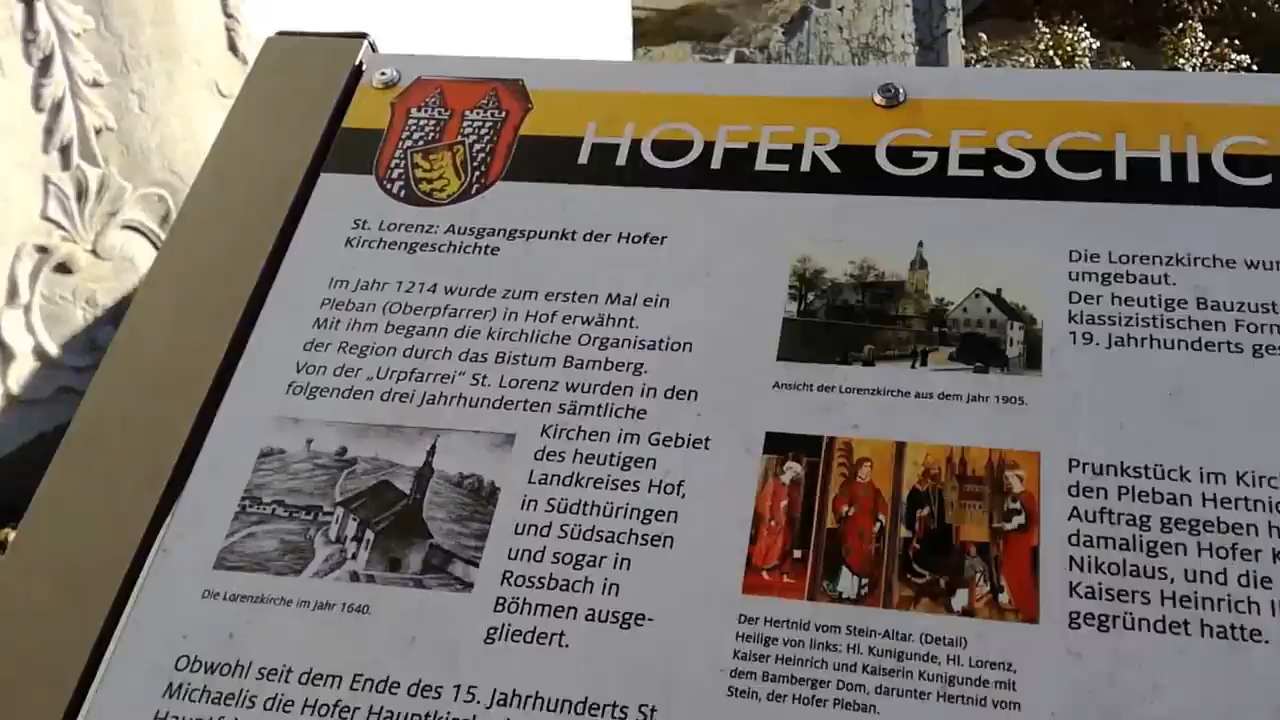 HOFER GESCHIC
St. Lorenz: Ausgangspunkt der Hofer
Kirchengeschichte
Im Jahr 1214 wurde zum ersten Mal ein
Pleban (Oberpfarrer) in Hof erwähnt.
Mit ihm begann die kirchliche Organisation
der Region durch das Bistum Bamberg.
Von der „Urpfarrei“ St. Lorenz wurden in den
folgenden drei Jahrhunderten sämtliche
Kirchen im Gebiet
des heutigen
Landkreises Hof,
in Südthüringen
und Südsachsen
und sogar in
Rossbach in
Böhmen ausge-
gliedert.
Die Lorenzkirche im Jahr 1640.
Obwohl seit dem Ende des 15. Jahrhunderts St
Michaelis die Hofer
Ansicht der Lorenzkirche aus dem Jahr 1905.
Der Hertnid vom Stein-Altar. (Detail)
Heilige von links: Hl. Kunigunde, Hl. Lorenz,
Kaiser Heinrich und Kaiserin Kunigunde mit
dem Bamberger Dom, darunter Hertnid vom
Stein, der Hofer Pleban.
Die Lorenzkirche wur
umgebaut.
Der heutige Bauzust
klassizistischen Form
19. Jahrhunderts ges
Prunkstück im Kirc
den Pleban Hertnid
Auftrag gegeben h
damaligen Hofer K
Nikolaus, und die
Kaisers Heinrich I
gegründet hatte.